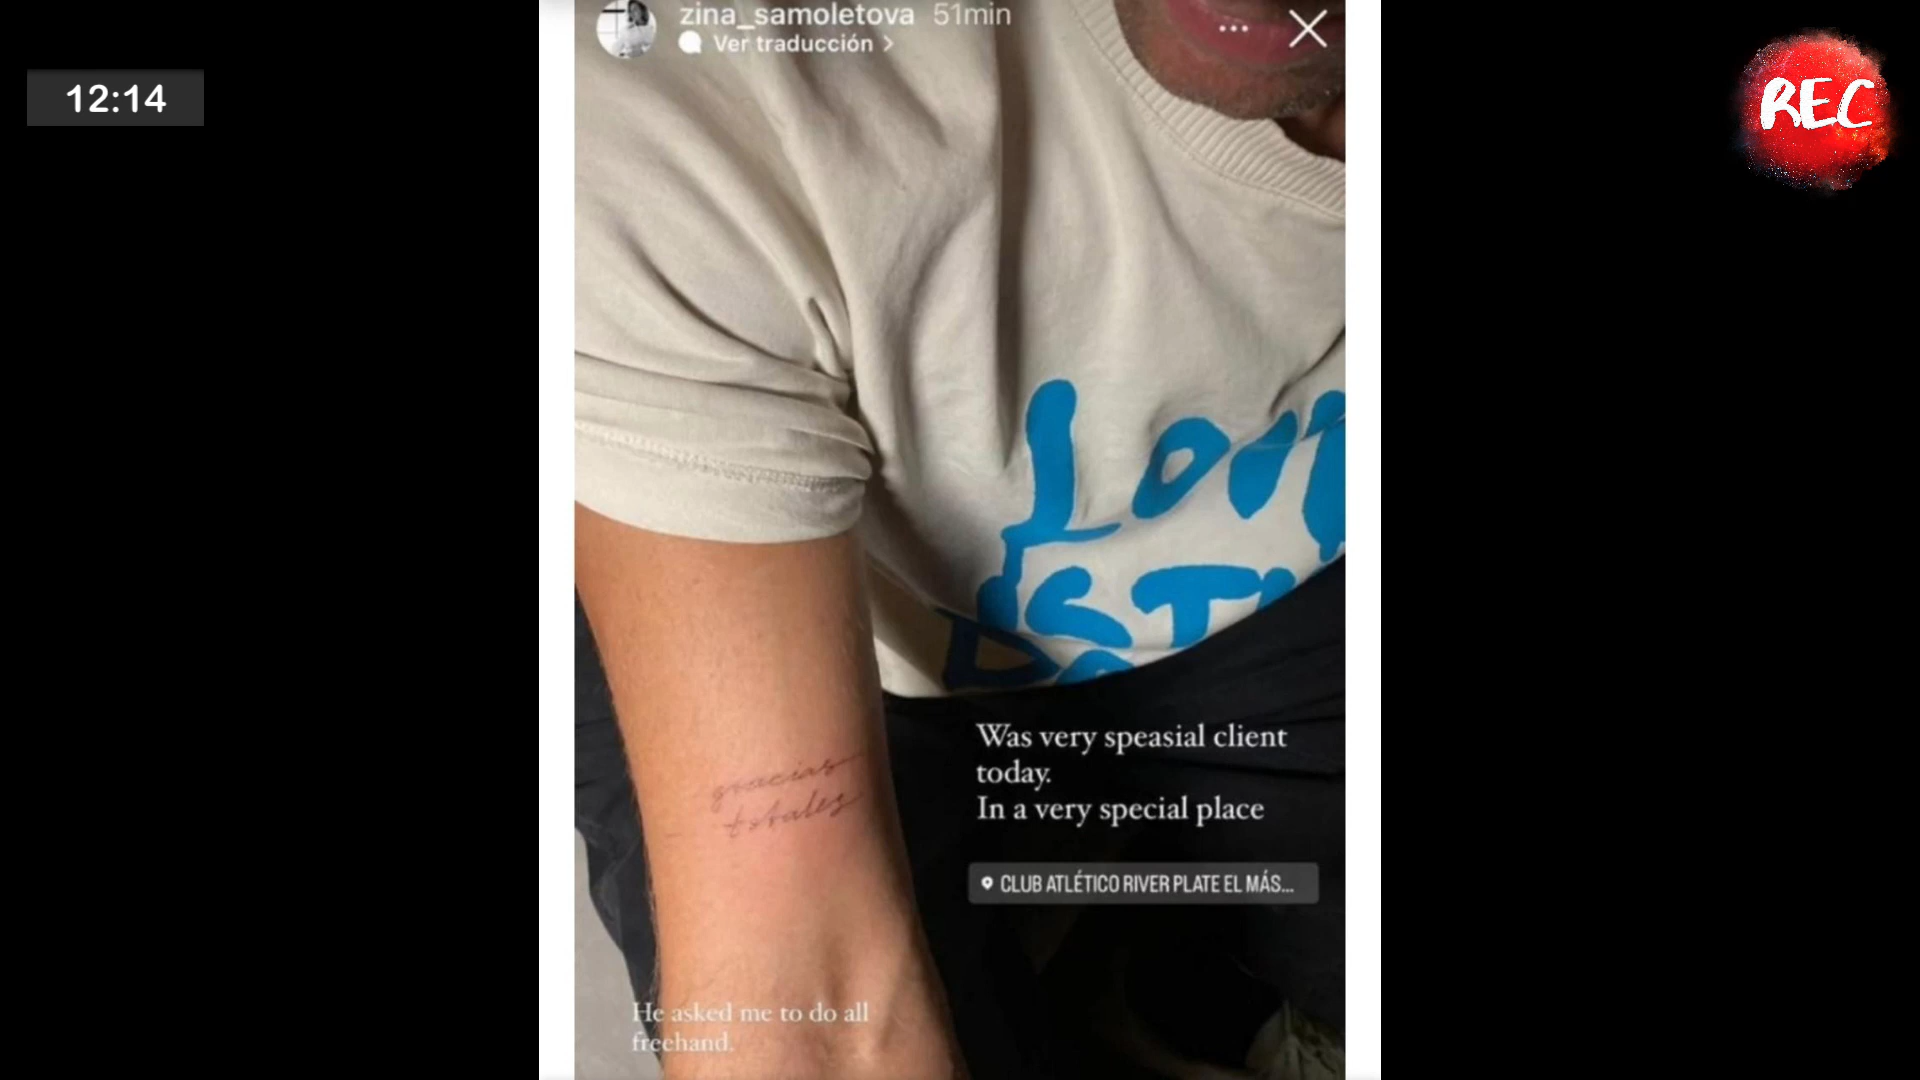 zina_samoletova 51min
Ver traducción >
12:14
REC
gracias
totales
Was very speasial client
today.
In a very special place
CLUB ATLÉTICO RIVER PLATE EL MÁS...
He asked me to do all
freehand.